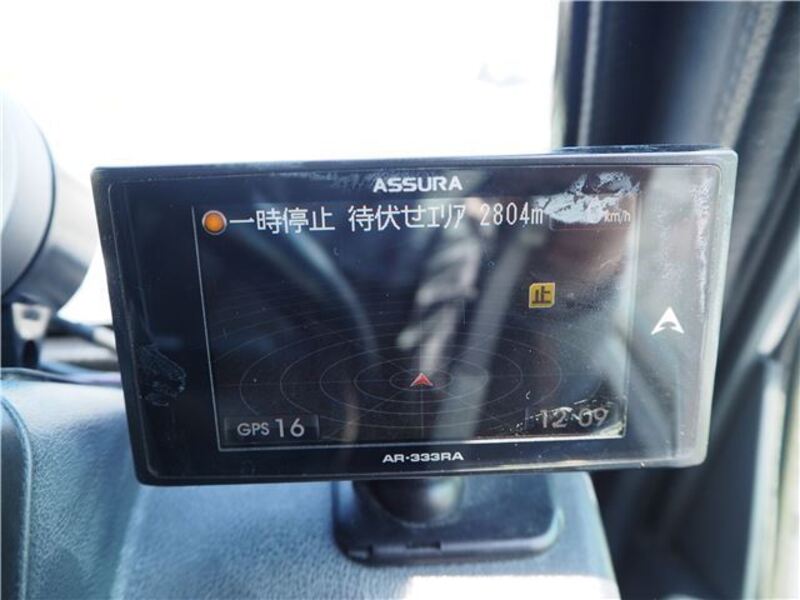 ASSURA
一時停止 待伏せエリア 2804m
km/h
止
GPS 16
12 09
AR-333RA